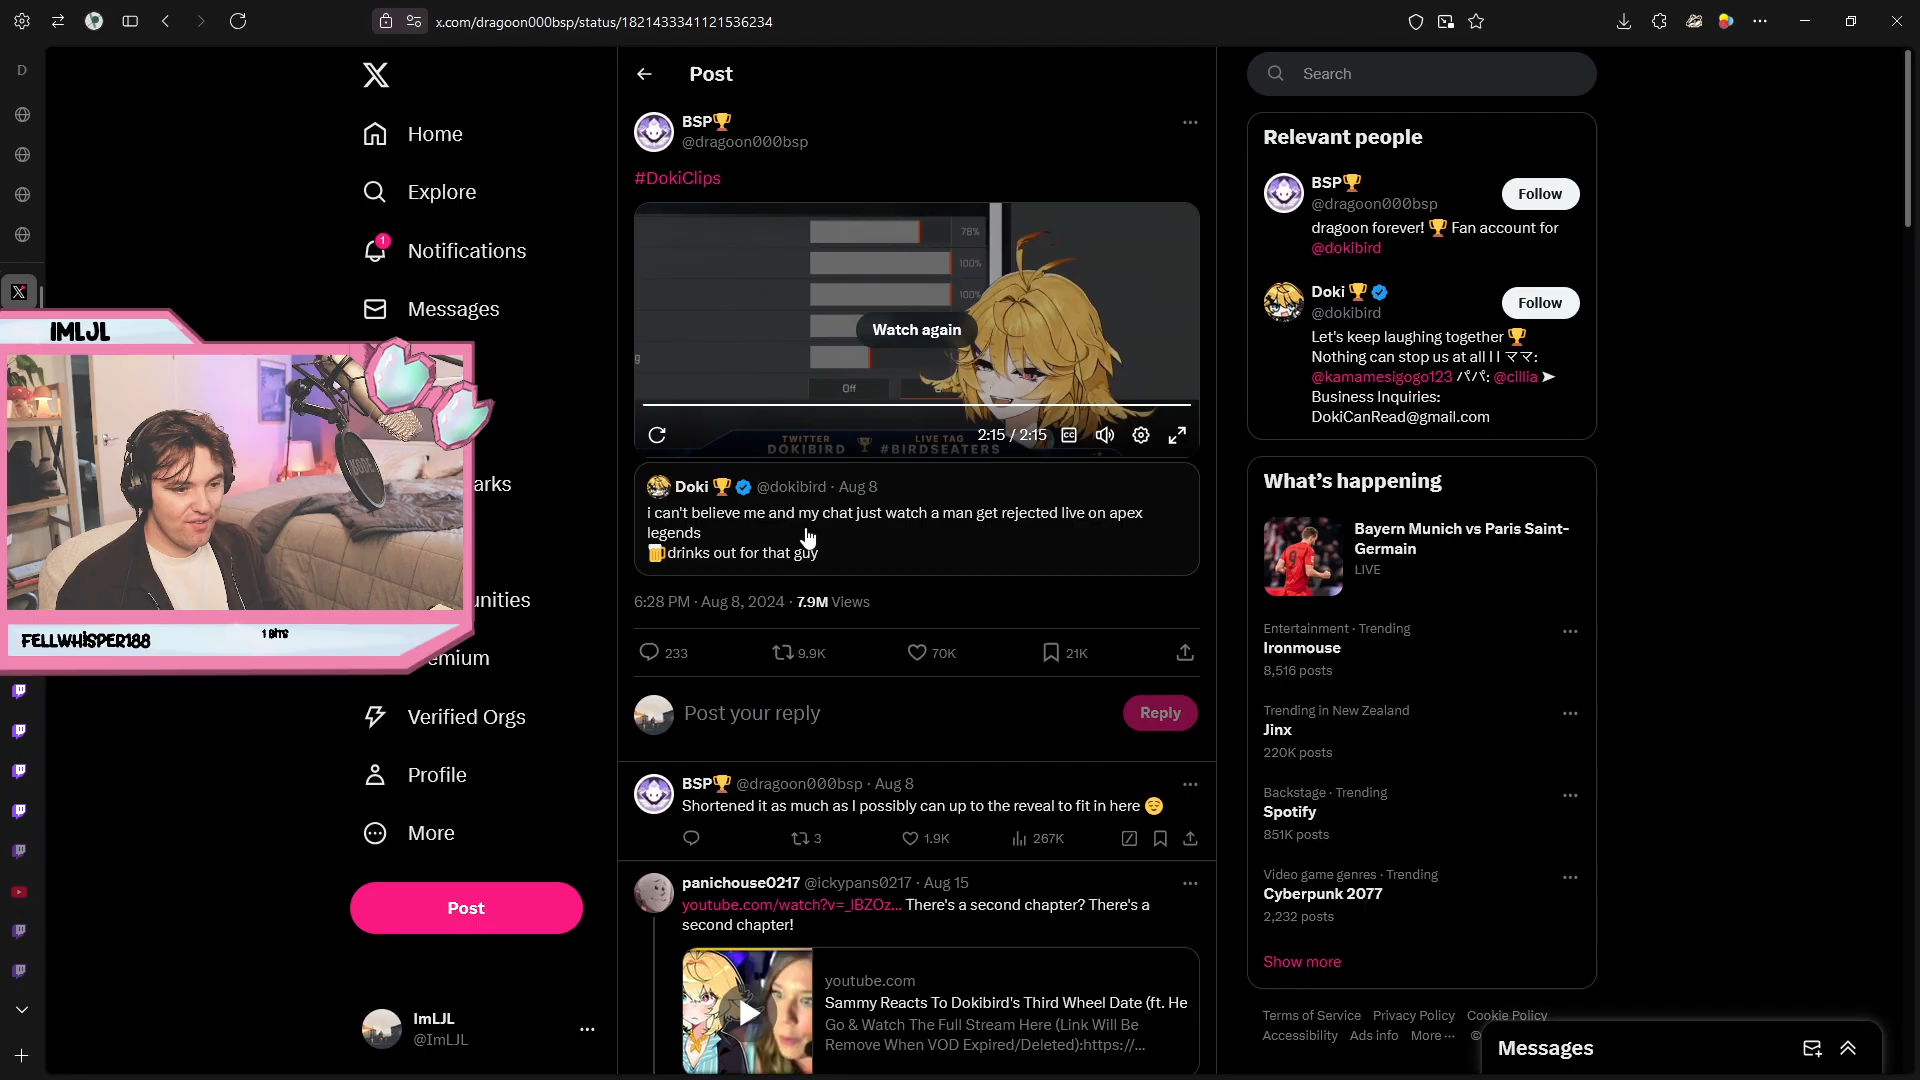 x.com/dragoon000bsp/status/1821433341121536234
D
Home
Explore
1
Notifications
Messages
arks
unities
emium
Verified Orgs
Profile
More
Post
ImLJL
@ImLJL
IMLJL
RODE
FELLWHISPER188
1 BITS
Post
BSP🏆
@dragoon000bsp
#DokiClips
78%
100%
100%
g
Off
Watch again
2:15 / 2:15
CC
TWITTER
DOKIBIRD
LIVE TAG
#BIRDSEATERS
Doki 🏆 @dokibird · Aug 8
i can't believe me and my chat just watch a man get rejected live on apex
legends
🍺drinks out for that guy
6:28 PM · Aug 8, 2024 · 7.9M Views
233
9.9K
70K
21K
Post your reply
Reply
BSP🏆 @dragoon000bsp · Aug 8
Shortened it as much as I possibly can up to the reveal to fit in here 😌
3
1.9K
267K
panichouse0217 @ickypans0217 · Aug 15
youtube.com/watch?v=_lBZOz... There's a second chapter? There's a
second chapter!
youtube.com
Sammy Reacts To Dokibird's Third Wheel Date (ft. He
Go & Watch The Full Stream Here (Link Will Be
Remove When VOD Expired/Deleted):https://...
Search
Relevant people
BSP🏆
@dragoon000bsp
Follow
dragoon forever! 🏆 Fan account for
@dokibird
Doki 🏆
@dokibird
Follow
Let's keep laughing together 🏆
Nothing can stop us at all l l ママ:
@kamamesigogo123 パパ: @cillia ➤
Business Inquiries:
DokiCanRead@gmail.com
What's happening
Bayern Munich vs Paris Saint-
Germain
LIVE
Entertainment · Trending
Ironmouse
8,516 posts
Trending in New Zealand
Jinx
220K posts
Backstage · Trending
Spotify
851K posts
Video game genres · Trending
Cyberpunk 2077
2,232 posts
Show more
Terms of Service Privacy Policy Cookie Policy
Accessibility Ads info More ··· ©
Messages